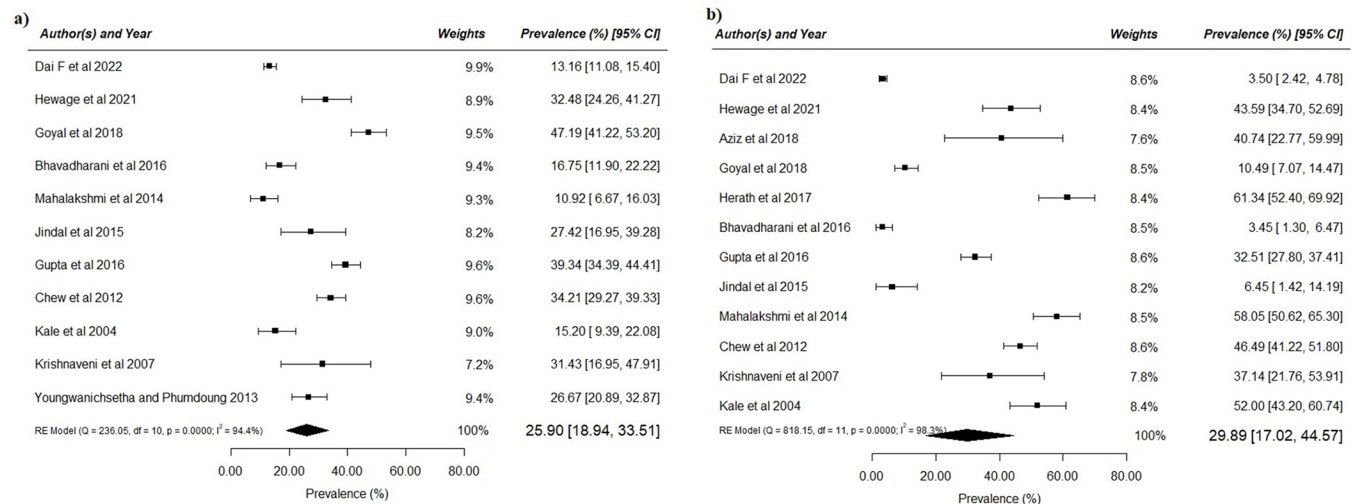 a)
Author(s) and Year Weights Prevalence (%) [95% CI]
Dai F et al 2022 9.9% 13.16 [11.08, 15.40]
Hewage et al 2021 8.9% 32.48 [24.26, 41.27]
Goyal et al 2018 9.5% 47.19 [41.22, 53.20]
Bhavadharani et al 2016 9.4% 16.75 [11.90, 22.22]
Mahalakshmi et al 2014 9.3% 10.92 [ 6.67, 16.03]
Jindal et al 2015 8.2% 27.42 [16.95, 39.28]
Gupta et al 2016 9.6% 39.34 [34.39, 44.41]
Chew et al 2012 9.6% 34.21 [29.27, 39.33]
Kale et al 2004 9.0% 15.20 [ 9.39, 22.08]
Krishnaveni et al 2007 7.2% 31.43 [16.95, 47.91]
Youngwanichsetha and Phumdoung 2013 9.4% 26.67 [20.89, 32.87]
RE Model (Q = 236.05, df = 10, p = 0.0000; I² = 94.4%) 100% 25.90 [18.94, 33.51]
0.00 20.00 40.00 60.00 80.00
Prevalence (%)
b)
Author(s) and Year Weights Prevalence (%) [95% CI]
Dai F et al 2022 8.6% 3.50 [ 2.42, 4.78]
Hewage et al 2021 8.4% 43.59 [34.70, 52.69]
Aziz et al 2018 7.6% 40.74 [22.77, 59.99]
Goyal et al 2018 8.5% 10.49 [ 7.07, 14.47]
Herath et al 2017 8.4% 61.34 [52.40, 69.92]
Bhavadharani et al 2016 8.5% 3.45 [ 1.30, 6.47]
Gupta et al 2016 8.6% 32.51 [27.80, 37.41]
Jindal et al 2015 8.2% 6.45 [ 1.42, 14.19]
Mahalakshmi et al 2014 8.5% 58.05 [50.62, 65.30]
Chew et al 2012 8.6% 46.49 [41.22, 51.80]
Krishnaveni et al 2007 7.8% 37.14 [21.76, 53.91]
Kale et al 2004 8.4% 52.00 [43.20, 60.74]
RE Model (Q = 818.15, df = 11, p = 0.0000; I² = 98.3%) 100% 29.89 [17.02, 44.57]
0.00 20.00 40.00 60.00 80.00
Prevalence (%)